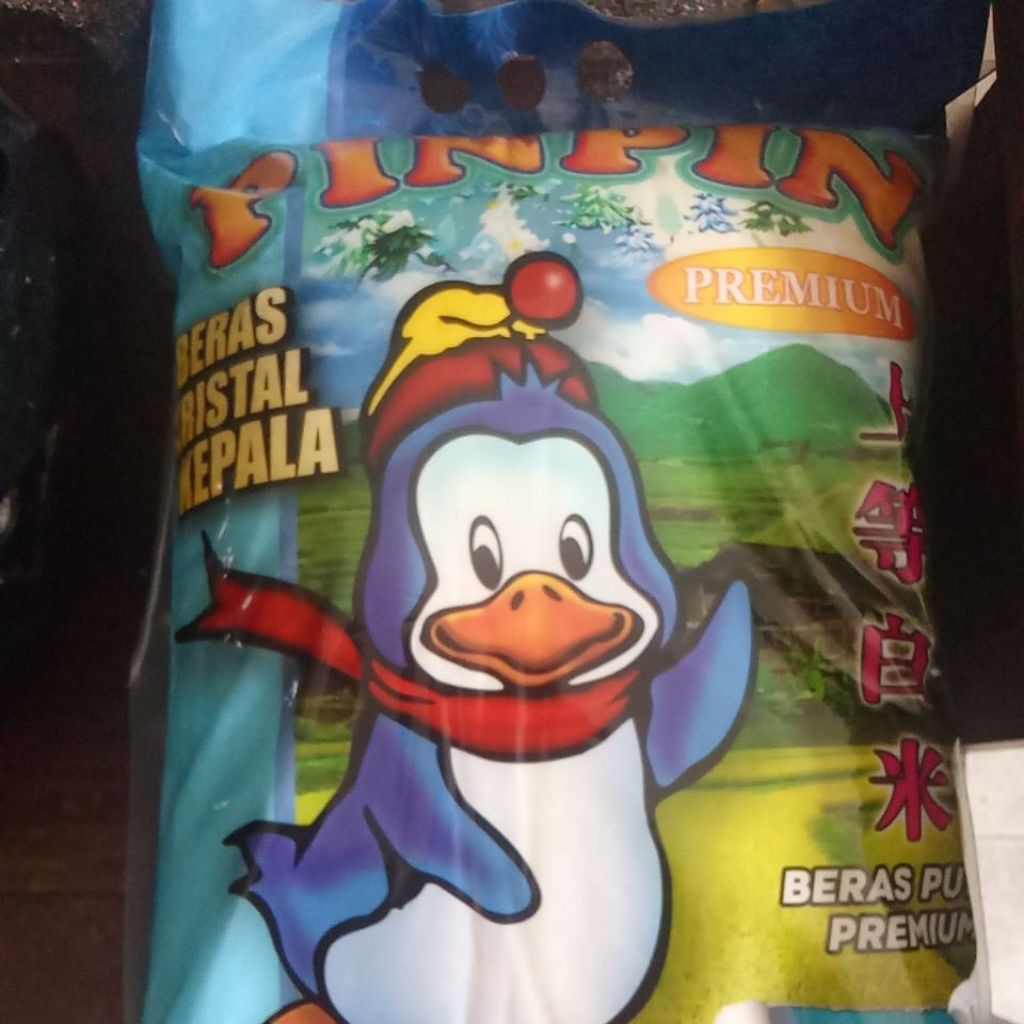 PINPIN
PREMIUM
BERAS
KRISTAL
KEPALA
上等白米
BERAS PU
PREMIUM